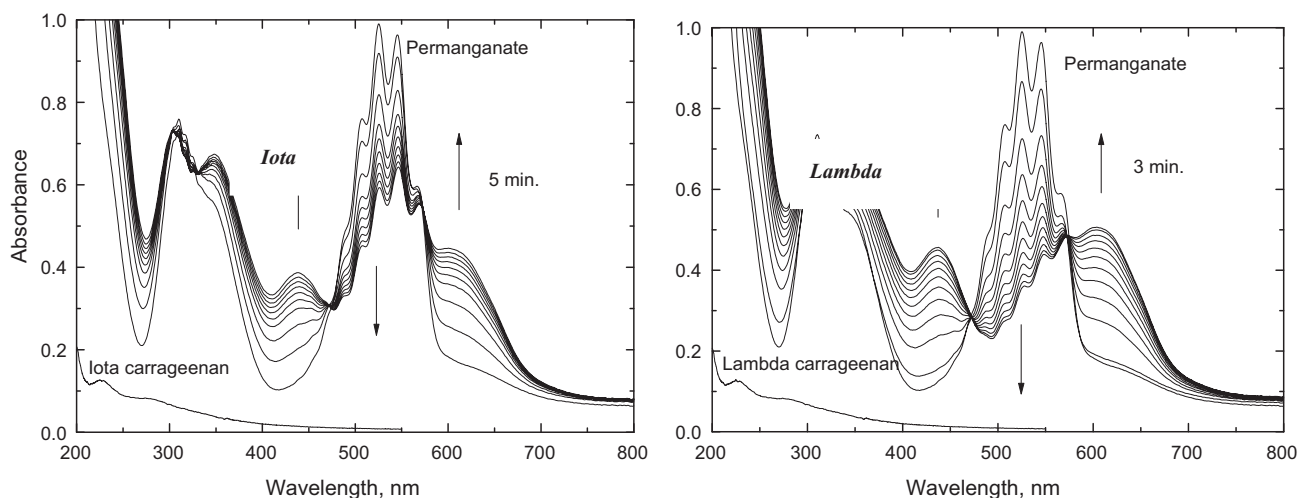 1.0
0.8
0.6
0.4
0.2
0.0
Absorbance
Permanganate
Iota
5 min.
Iota carrageenan
200 300 400 500 600 700 800
Wavelength, nm
1.0
0.8
0.6
0.4
0.2
0.0
Permanganate
^
Lambda
3 min.
Lambda carrageenan
200 300 400 500 600 700 800
Wavelength, nm